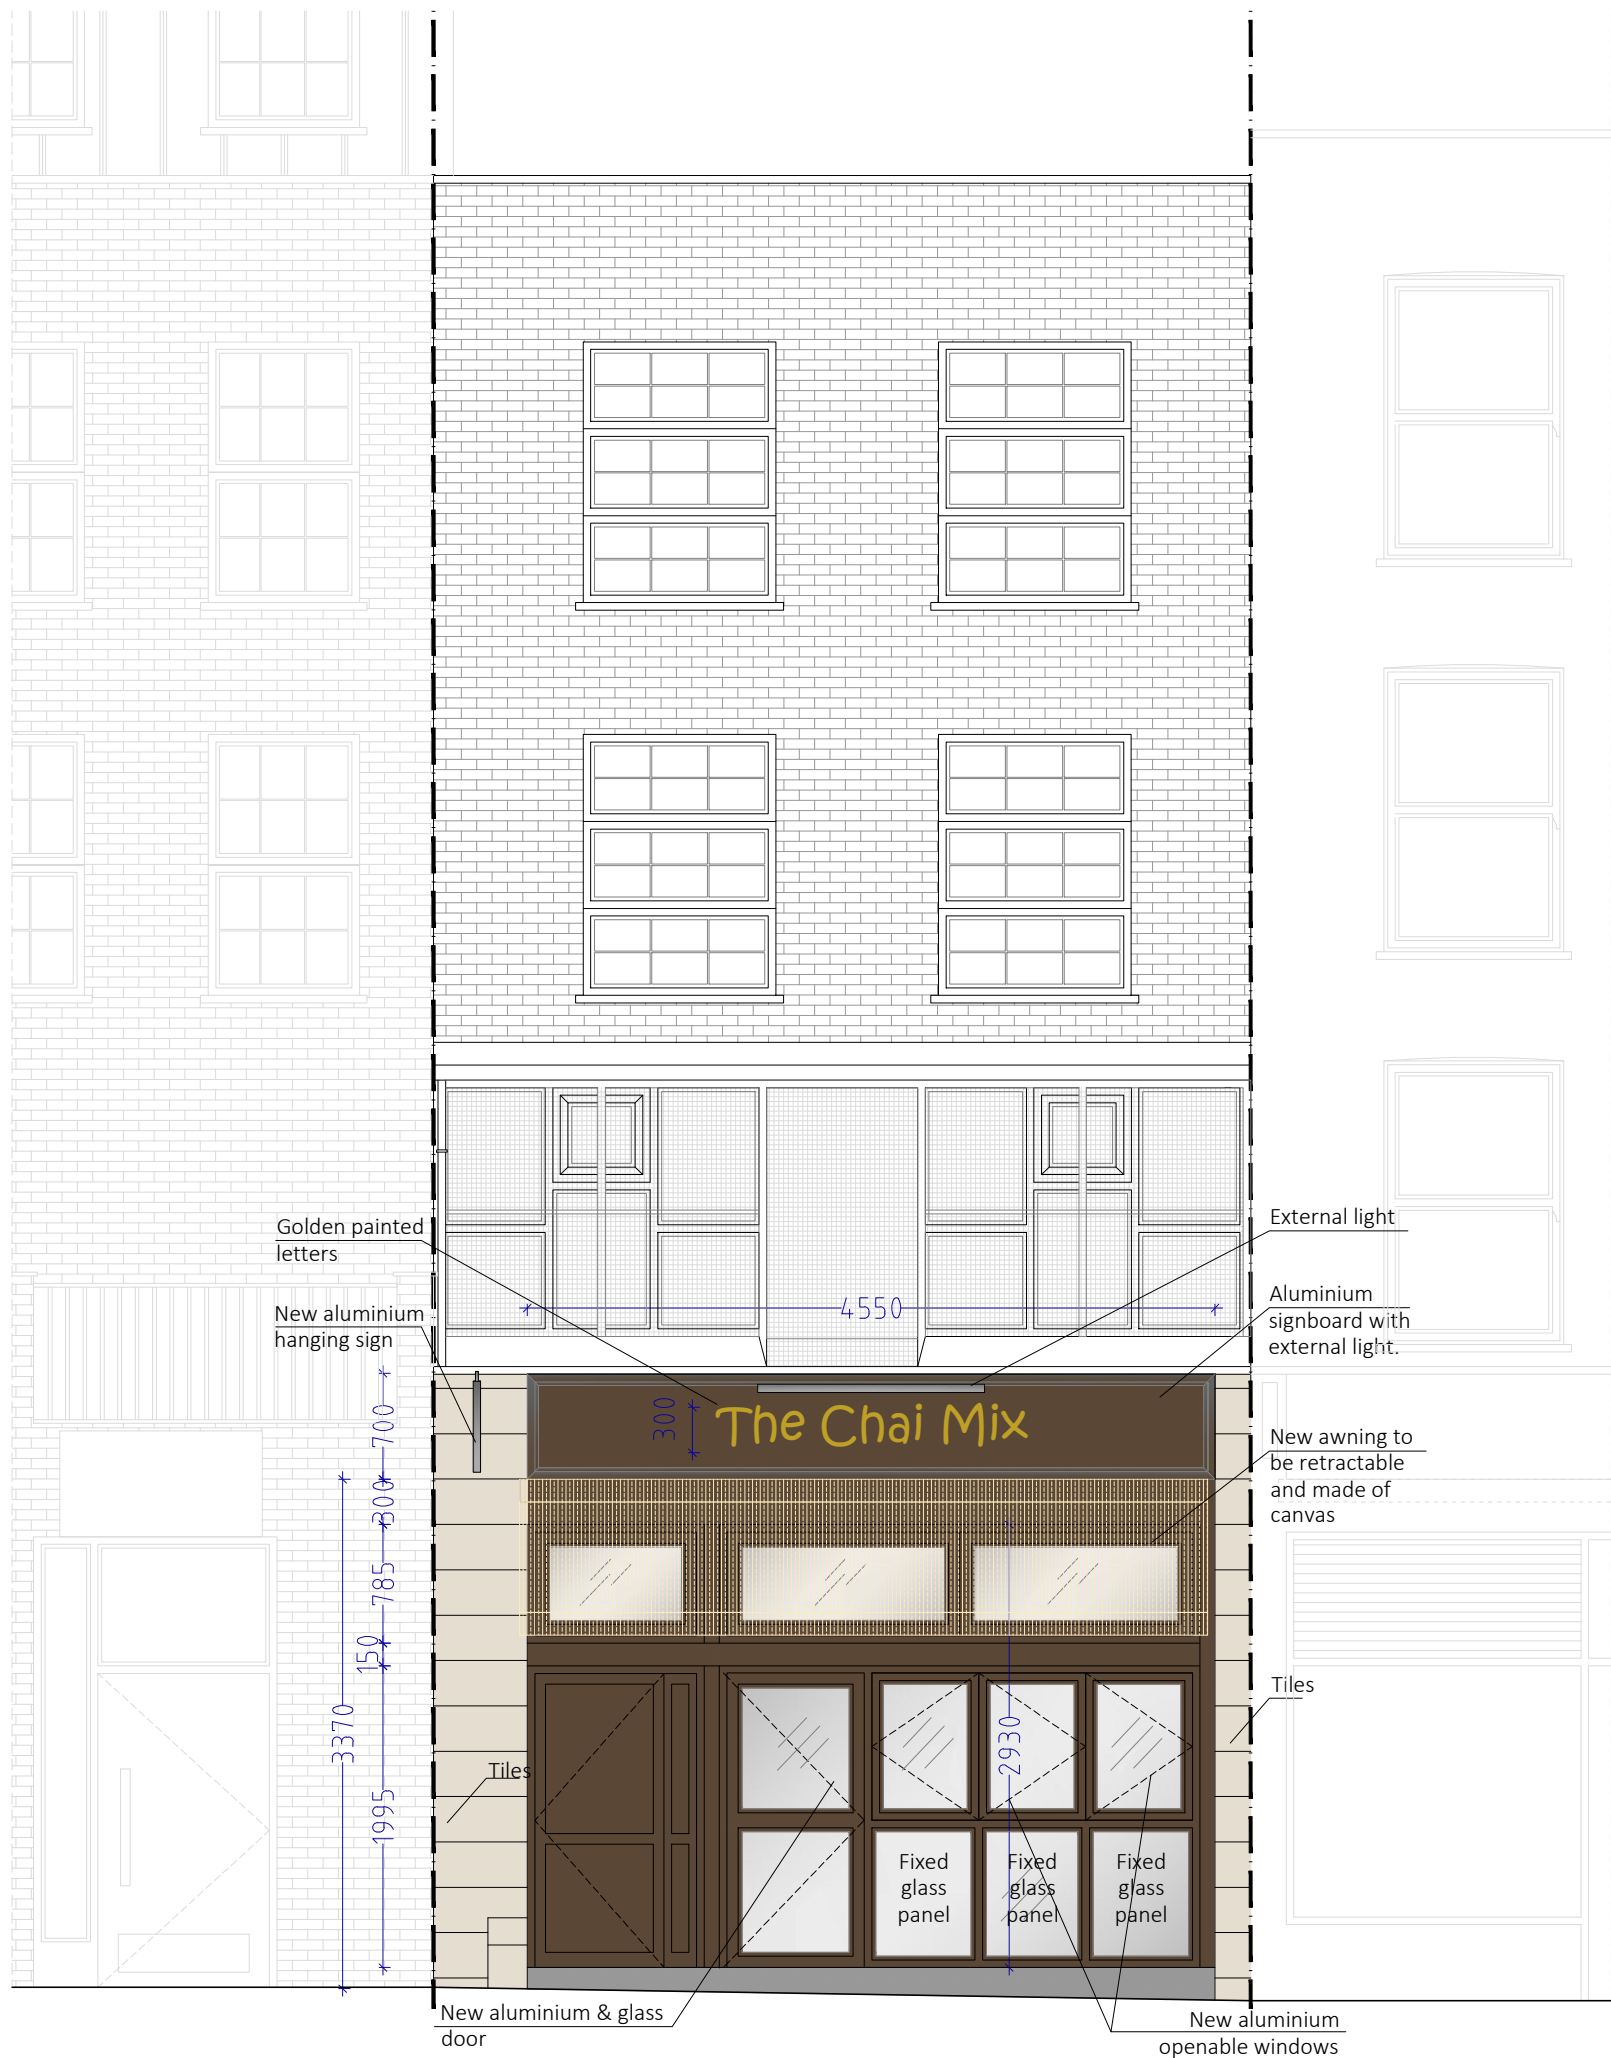 Golden painted
letters
External light
New aluminium
hanging sign
4550
Aluminium
signboard with
external light.
700
300
The Chai Mix
300
New awning to
be retractable
and made of
canvas
785
150
3370
1995
2930
Tiles
Tiles
Fixed
glass
panel
Fixed
glass
panel
Fixed
glass
panel
New aluminium & glass
door
New aluminium
openable windows